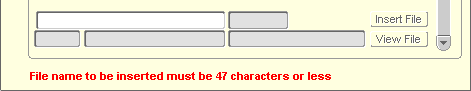 Insert File
View File
File name to be inserted must be 47 characters or less